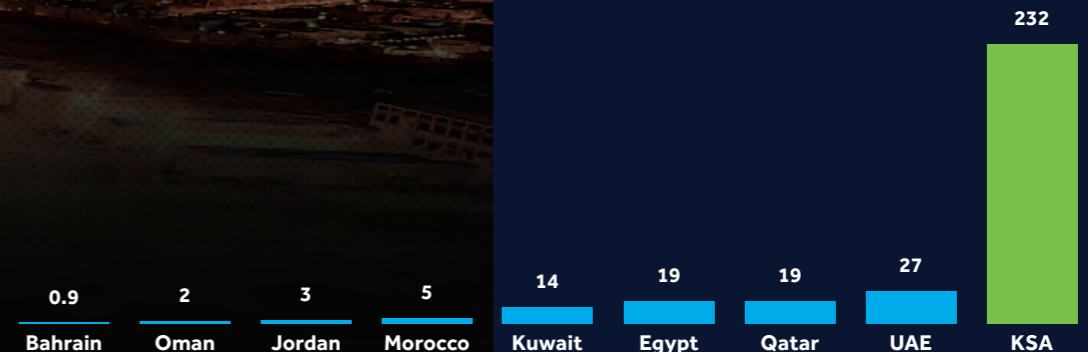 232
27
19
19
14
5
3
2
0.9
Bahrain
Oman
Jordan
Morocco
Kuwait
Egypt
Qatar
UAE
KSA